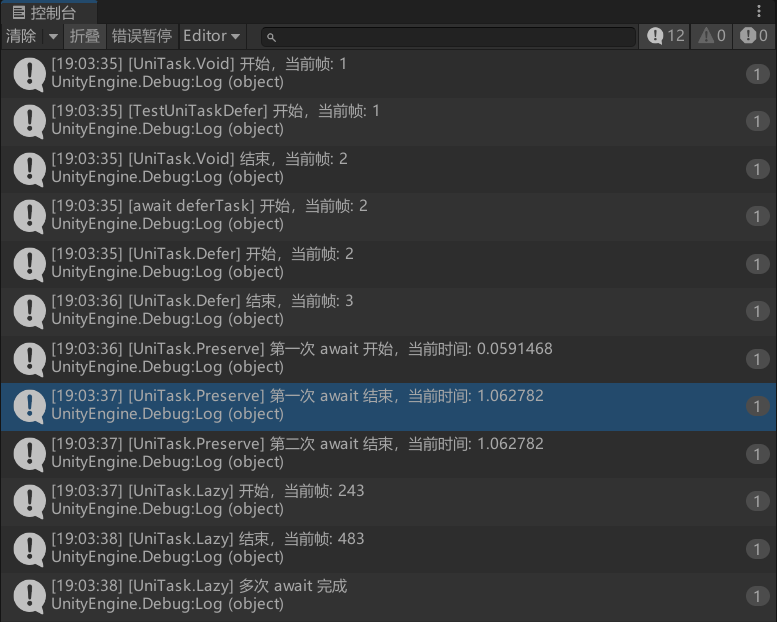 控制台
清除 折叠 错误暂停 Editor 12 0 0
[19:03:35] [UniTask.Void] 开始，当前帧: 1
UnityEngine.Debug:Log (object)
1
[19:03:35] [TestUniTaskDefer] 开始，当前帧: 1
UnityEngine.Debug:Log (object)
1
[19:03:35] [UniTask.Void] 结束，当前帧: 2
UnityEngine.Debug:Log (object)
1
[19:03:35] [await deferTask] 开始，当前帧: 2
UnityEngine.Debug:Log (object)
1
[19:03:35] [UniTask.Defer] 开始，当前帧: 2
UnityEngine.Debug:Log (object)
1
[19:03:36] [UniTask.Defer] 结束，当前帧: 3
UnityEngine.Debug:Log (object)
1
[19:03:36] [UniTask.Preserve] 第一次 await 开始，当前时间: 0.0591468
UnityEngine.Debug:Log (object)
1
[19:03:37] [UniTask.Preserve] 第一次 await 结束，当前时间: 1.062782
UnityEngine.Debug:Log (object)
1
[19:03:37] [UniTask.Preserve] 第二次 await 结束，当前时间: 1.062782
UnityEngine.Debug:Log (object)
1
[19:03:37] [UniTask.Lazy] 开始，当前帧: 243
UnityEngine.Debug:Log (object)
1
[19:03:38] [UniTask.Lazy] 结束，当前帧: 483
UnityEngine.Debug:Log (object)
1
[19:03:38] [UniTask.Lazy] 多次 await 完成
UnityEngine.Debug:Log (object)
1